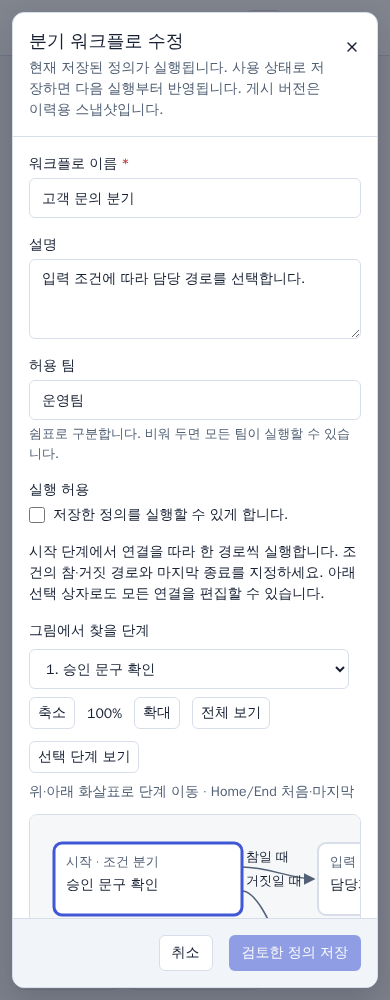 분기 워크플로 수정
현재 저장된 정의가 실행됩니다. 사용 상태로 저
장하면 다음 실행부터 반영됩니다. 게시 버전은
이력용 스냅샷입니다.
워크플로 이름 *
고객 문의 분기
설명
입력 조건에 따라 담당 경로를 선택합니다.
허용 팀
운영팀
쉼표로 구분합니다. 비워 두면 모든 팀이 실행할 수 있습
니다.
실행 허용
저장한 정의를 실행할 수 있게 합니다.
시작 단계에서 연결을 따라 한 경로씩 실행합니다. 조
건의 참·거짓 경로와 마지막 종료를 지정하세요. 아래
선택 상자로도 모든 연결을 편집할 수 있습니다.
그림에서 찾을 단계
1. 승인 문구 확인
축소 100% 확대 전체 보기
선택 단계 보기
위·아래 화살표로 단계 이동 · Home/End 처음·마지막
시작 · 조건 분기
승인 문구 확인
참일 때
거짓일 때
입력
취소 검토한 정의 저장